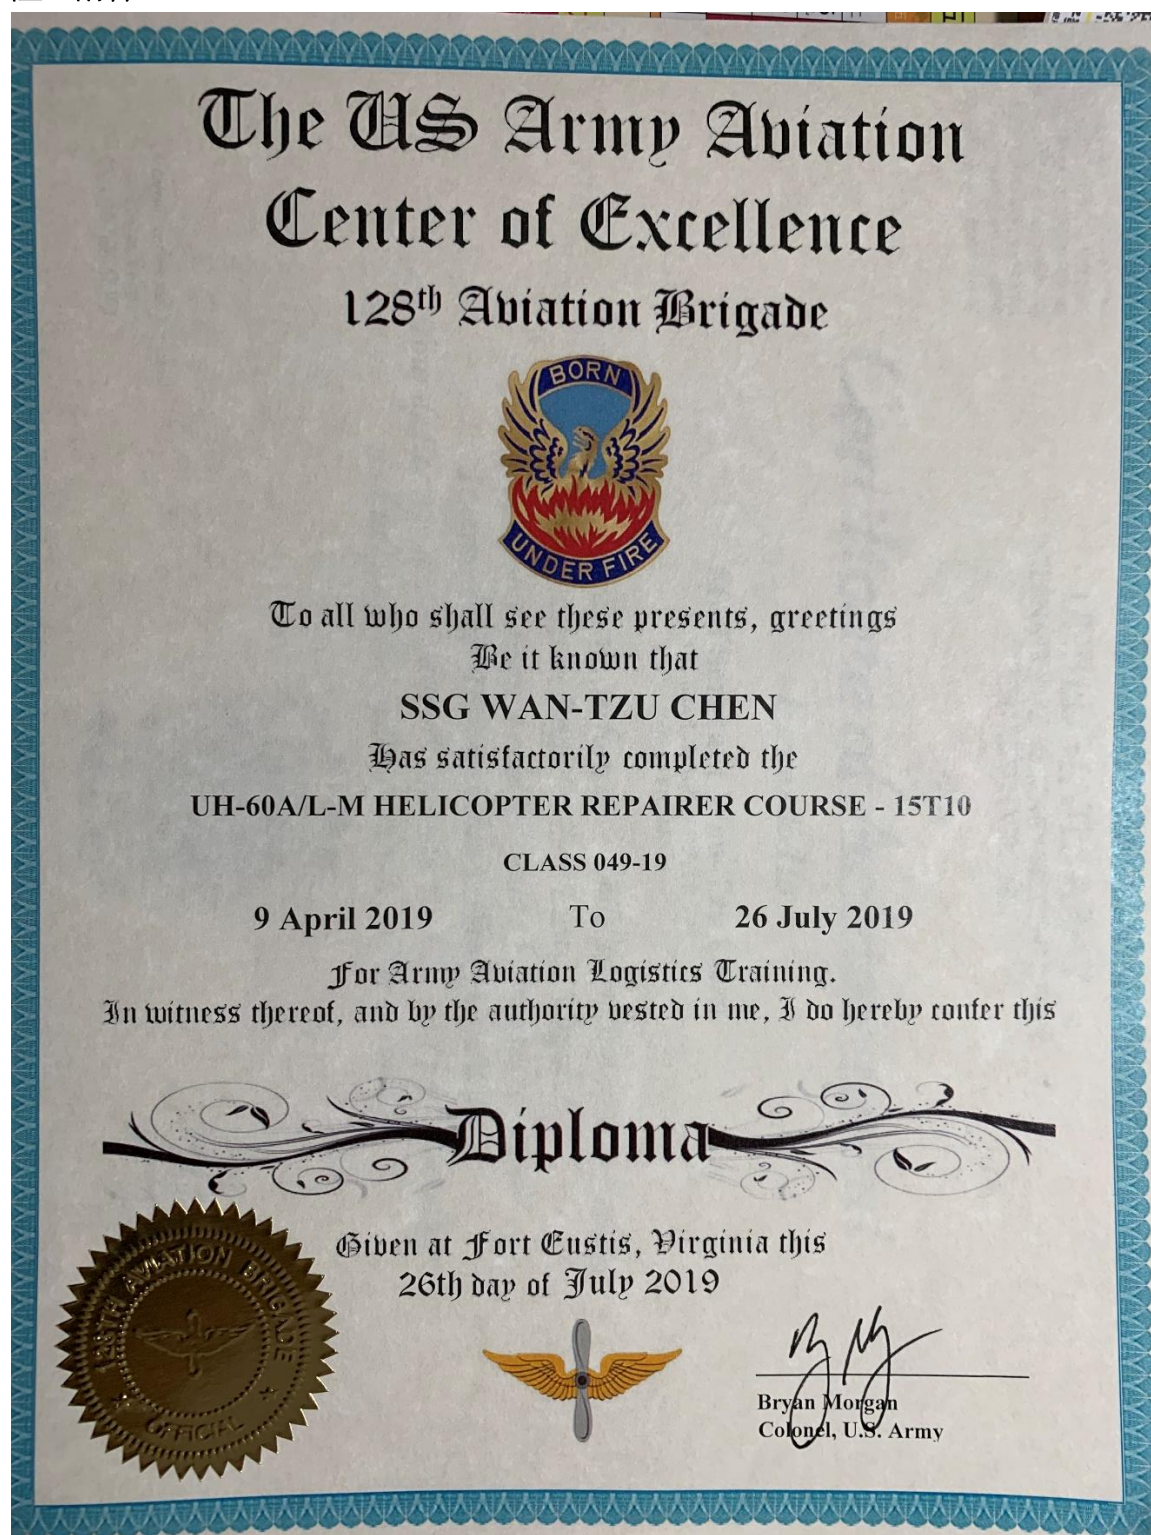 The US Army Aviation
Center of Excellence
128th Aviation Brigade
BORN
UNDER FIRE
To all who shall see these presents, greetings
Be it known that
SSG WAN-TZU CHEN
Has satisfactorily completed the
UH-60A/L-M HELICOPTER REPAIRER COURSE - 15T10
CLASS 049-19
9 April 2019 To 26 July 2019
For Army Aviation Logistics Training.
In witness thereof, and by the authority vested in me, I do hereby confer this
Diploma
Given at Fort Eustis, Virginia this
26th day of July 2019
128TH AVIATION BRIGADE
OFFICIAL
Bryan Morgan
Colonel, U.S. Army